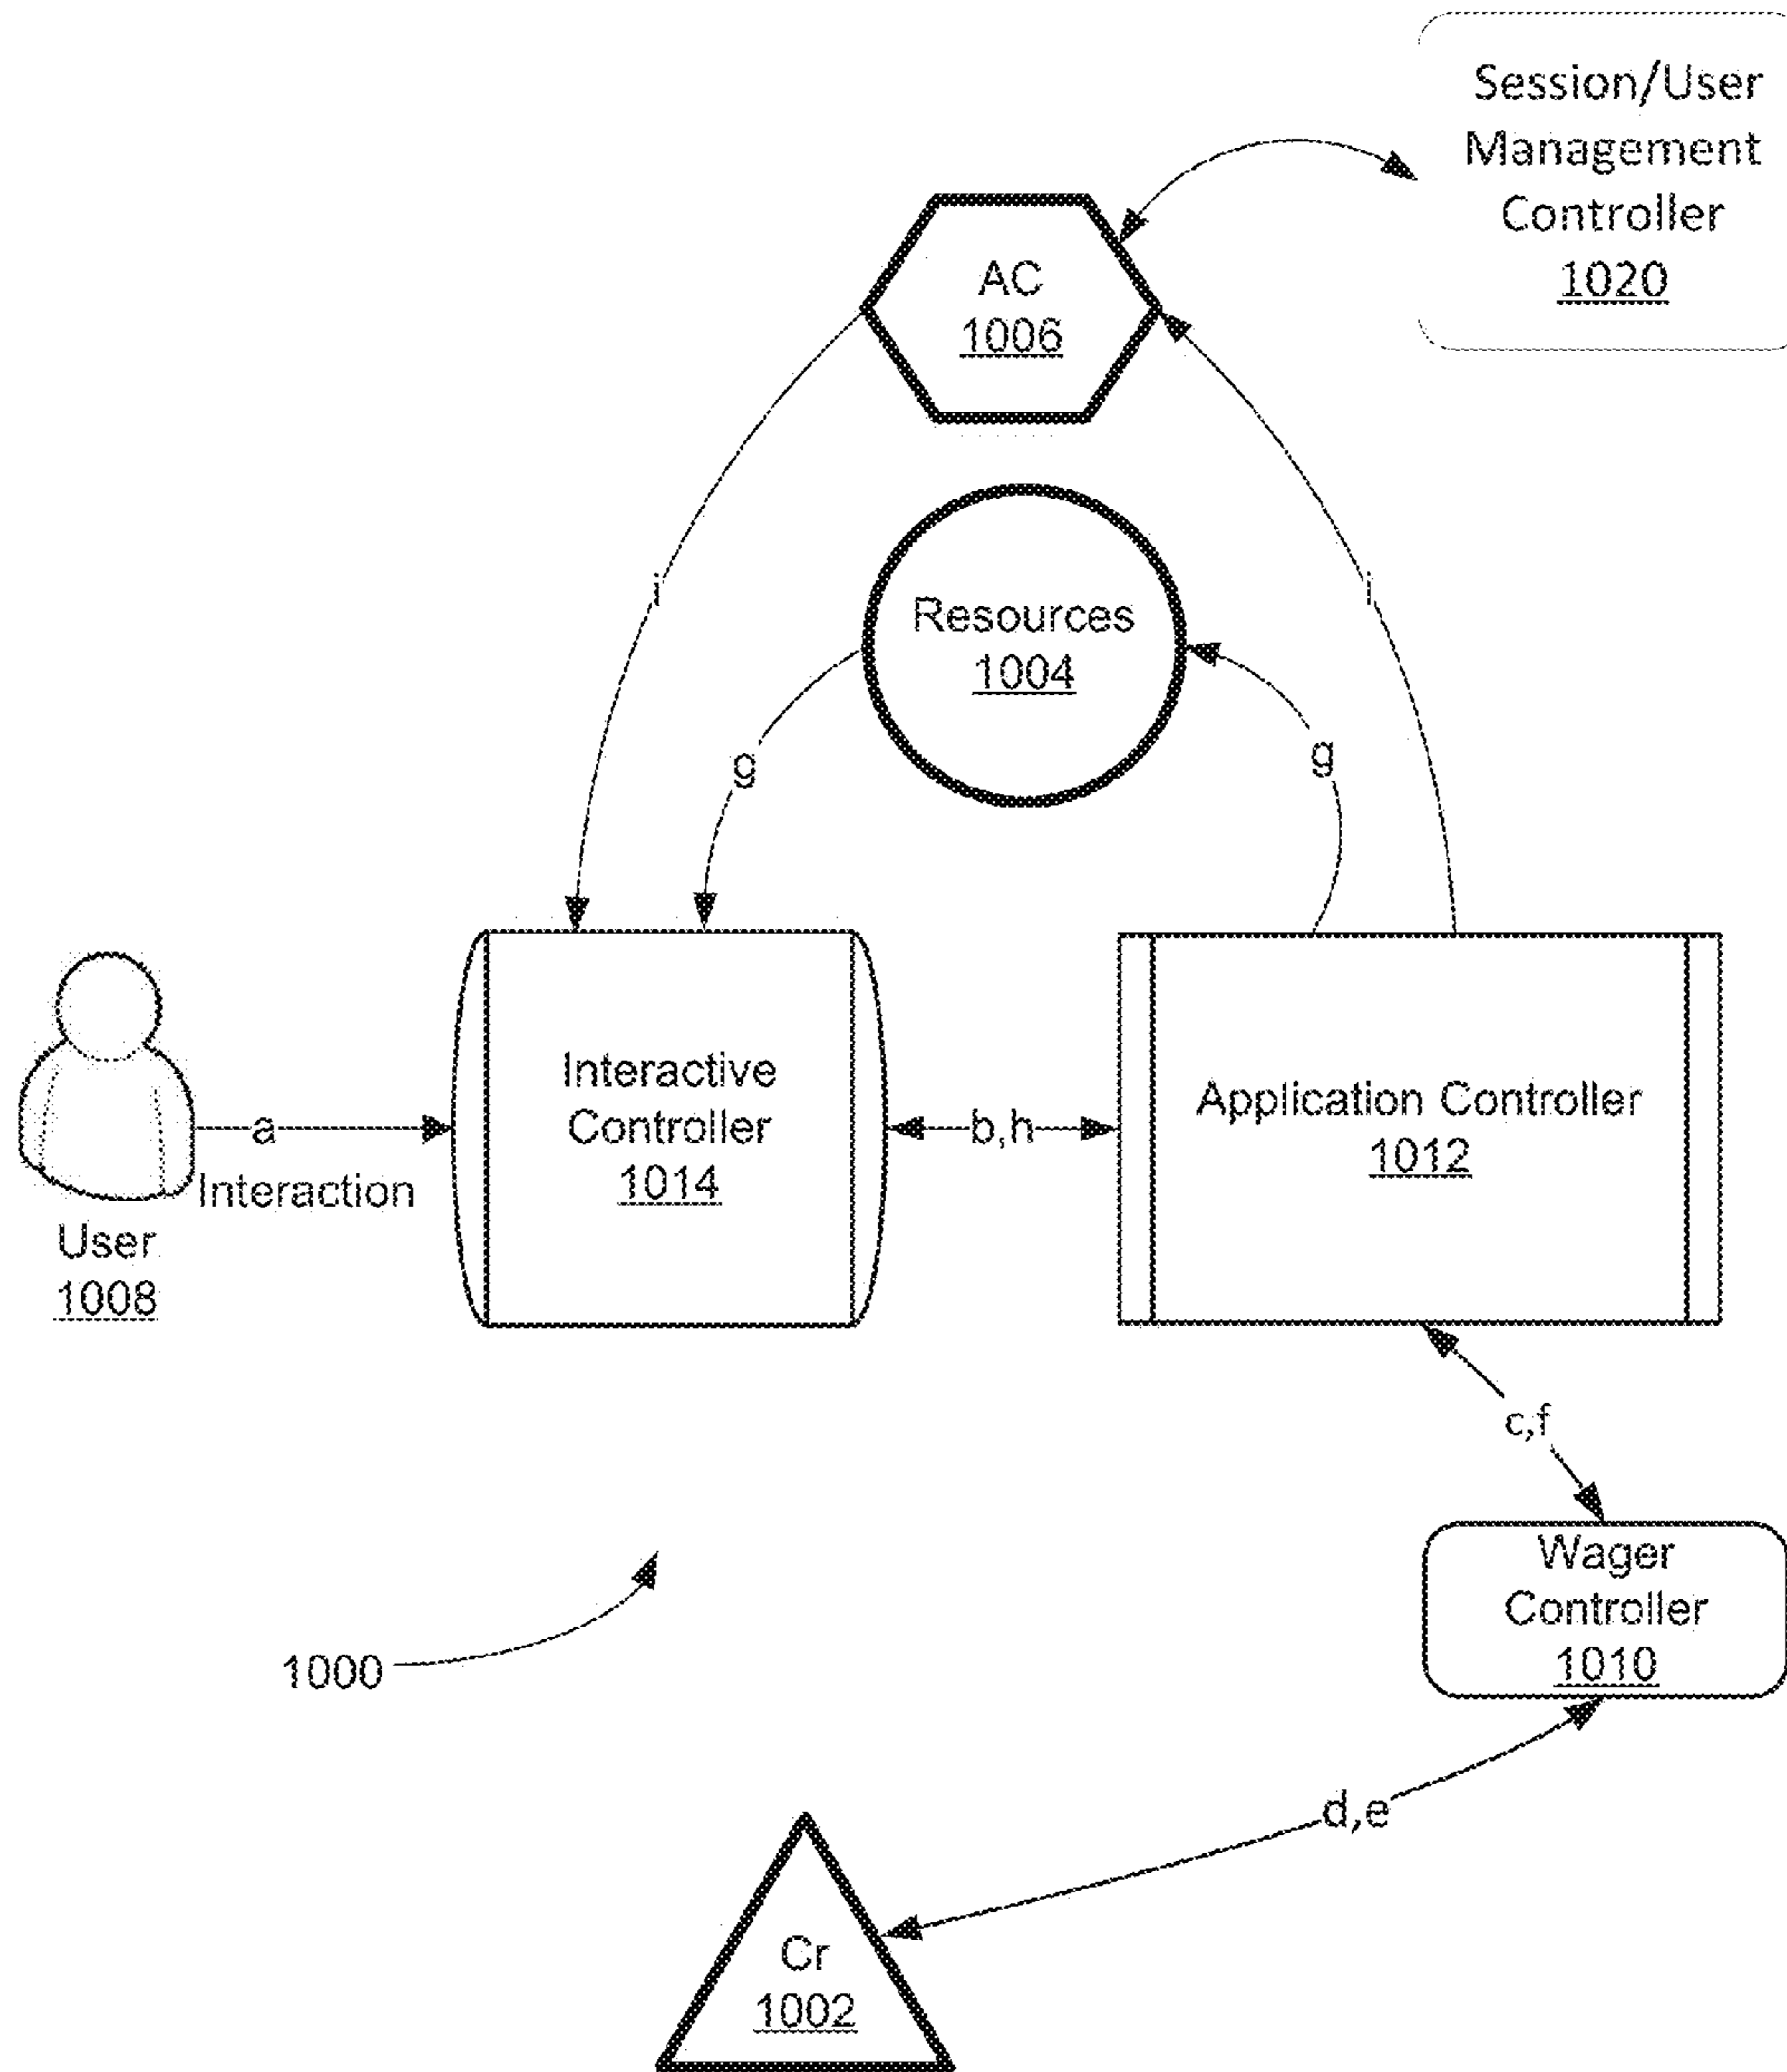 Session/User
Management
Controller
1020
AC
1006
i
i
Resources
1004
g
g
Interactive
Controller
1014
Application Controller
1012
a
b,h
Interaction
User
1008
c,f
Wager
Controller
1010
1000
d,e
Cr
1002